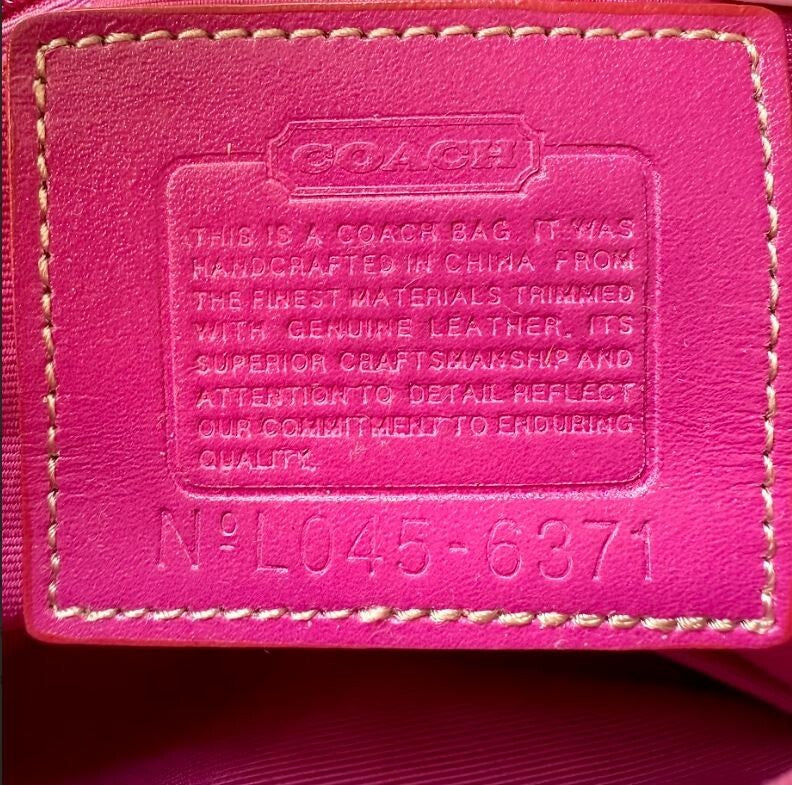 COACH
THIS IS A COACH BAG. IT WAS
HANDCRAFTED IN CHINA FROM
THE FINEST MATERIALS TRIMMED
WITH GENUINE LEATHER. ITS
SUPERIOR CRAFTSMANSHIP AND
ATTENTION TO DETAIL REFLECT
OUR COMMITMENT TO ENDURING
QUALITY.
Nº L045-6371